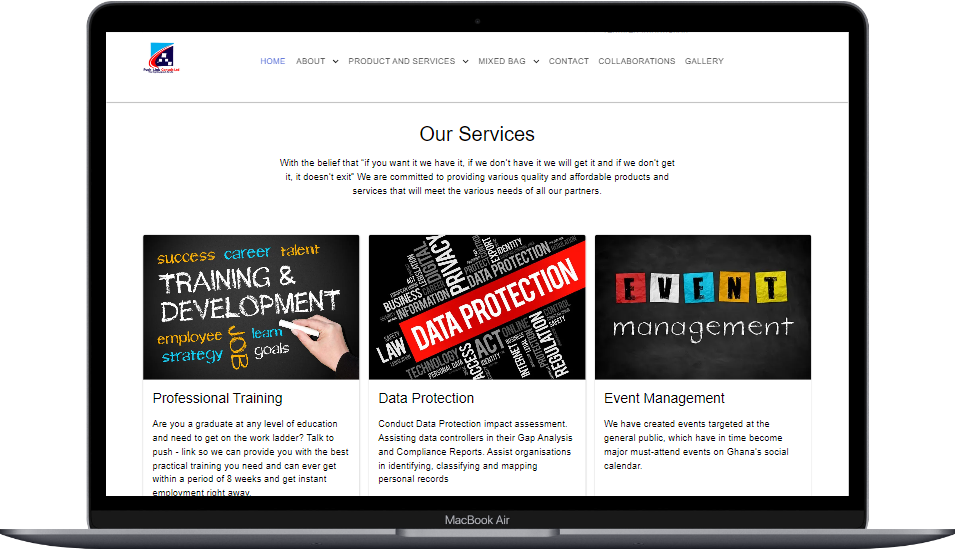 Push Link Consult Ltd
HOME ABOUT PRODUCT AND SERVICES MIXED BAG CONTACT COLLABORATIONS GALLERY
Our Services
With the belief that "if you want it we have it, if we don't have it we will get it and if we don't get
it, it doesn't exit" We are committed to providing various quality and affordable products and
services that will meet the various needs of all our partners.
success career talent
TRAINING &
DEVELOPMENT
employee JOB learn
strategy goals
PRIVACY
EXPORT
IDENTITY
DATA PROTECTION
DIGITAL
BUSINESS
INFORMATION
DATA PROTECTION
SAFETY
LAW
ACT
ONLINE
CONTROL
SAFETY
TECHNOLOGY
PERSONAL DATA
ACCESS
IDENTITY
INTERNET
REGULATION
EVENT
management
Professional Training
Are you a graduate at any level of education
and need to get on the work ladder? Talk to
push - link so we can provide you with the best
practical training you need and can ever get
within a period of 8 weeks and get instant
employment right away.
Data Protection
Conduct Data Protection impact assessment.
Assisting data controllers in their Gap Analysis
and Compliance Reports. Assist organisations
in identifying, classifying and mapping
personal records
Event Management
We have created events targeted at the
general public, which have in time become
major must-attend events on Ghana's social
calendar.
MacBook Air